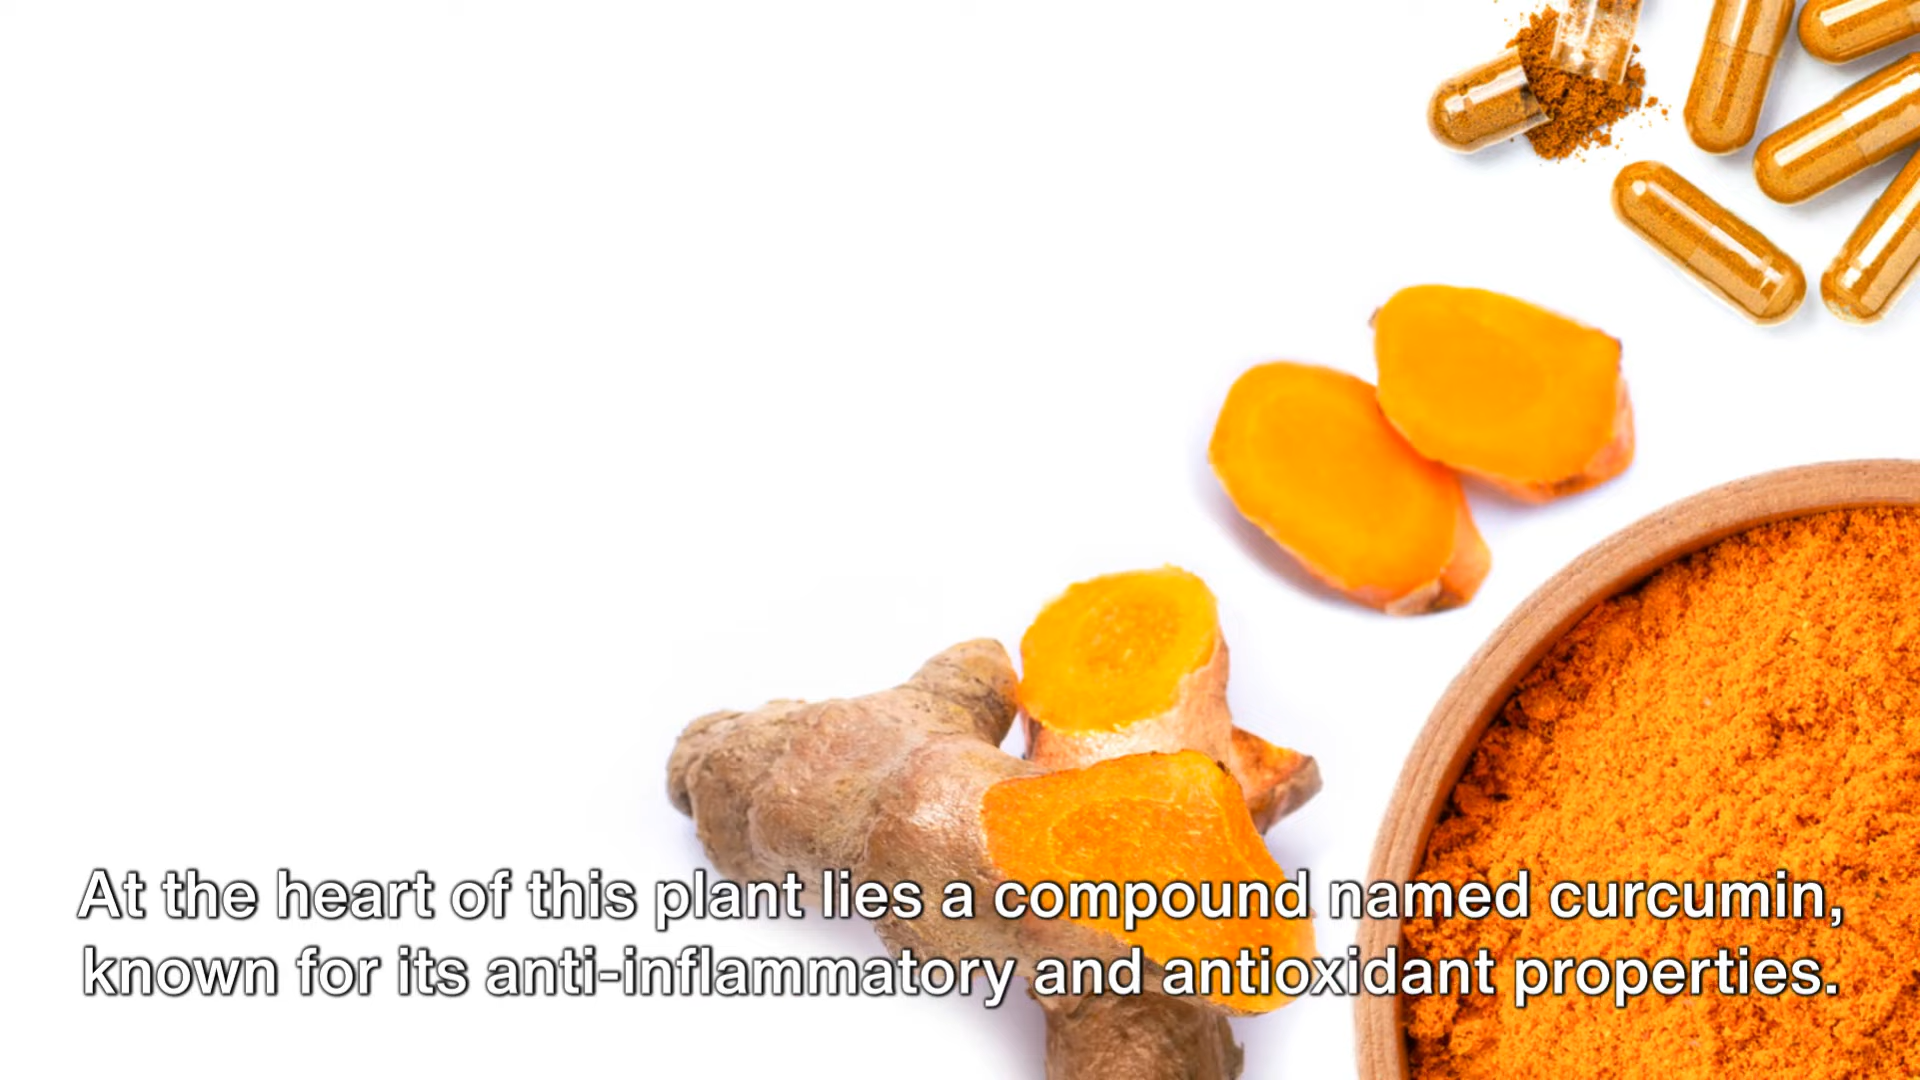 At the heart of this plant lies a compound named curcumin,
known for its anti-inflammatory and antioxidant properties.